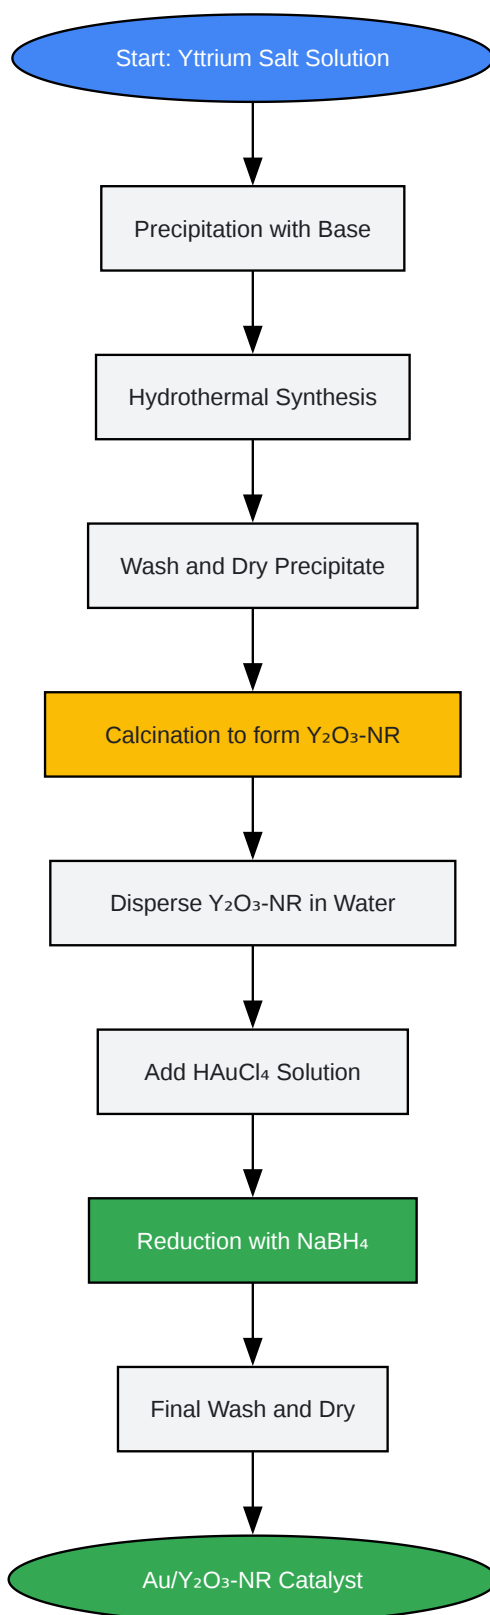 Start: Yttrium Salt Solution
Precipitation with Base
Hydrothermal Synthesis
Wash and Dry Precipitate
Calcination to form Y₂O₃-NR
Disperse Y₂O₃-NR in Water
Add HAuCl₄ Solution
Reduction with NaBH₄
Final Wash and Dry
Au/Y₂O₃-NR Catalyst